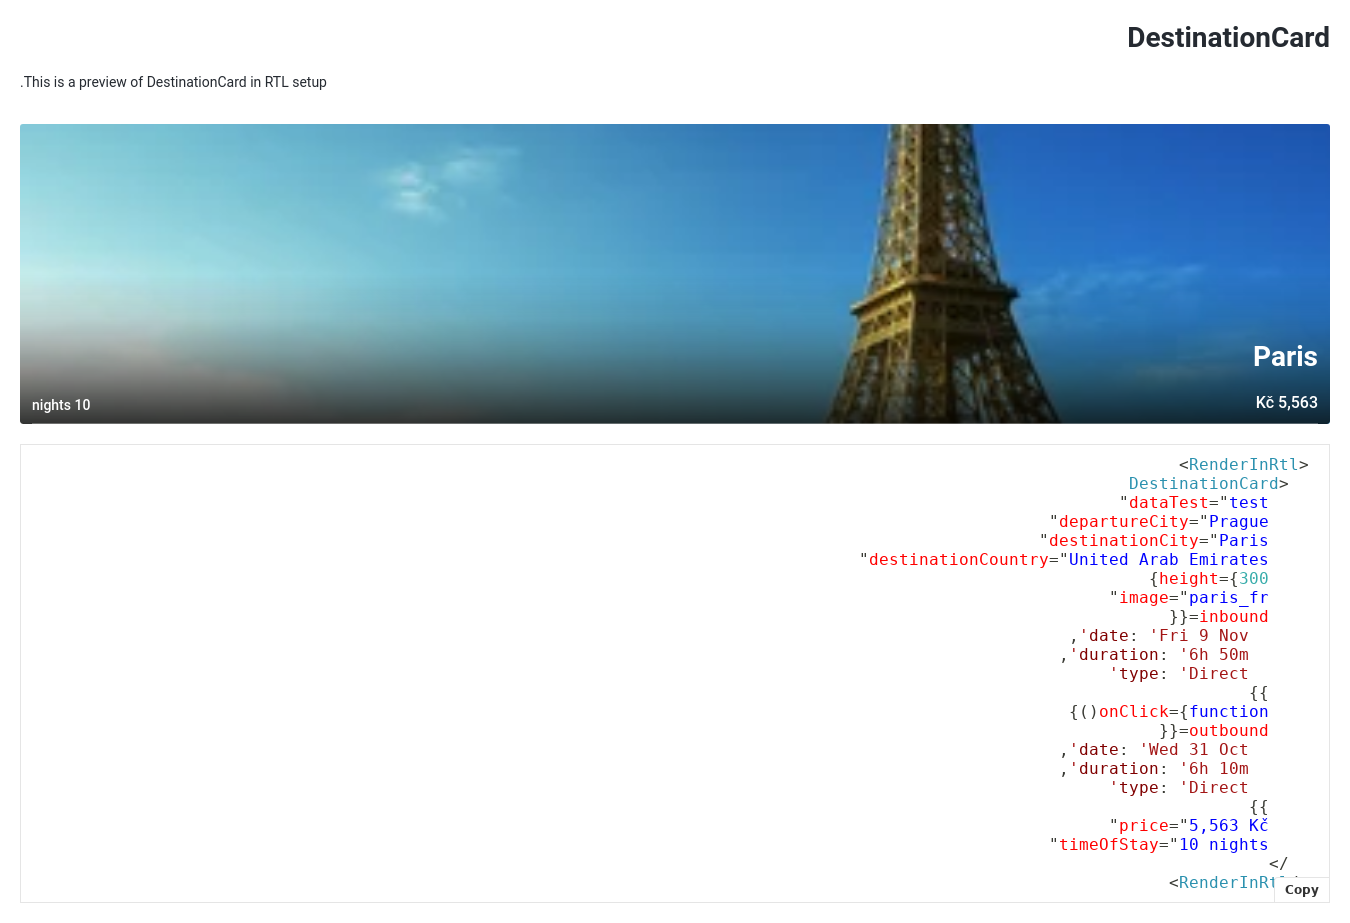 DestinationCard
.This is a preview of DestinationCard in RTL setup
Paris
Kč 5,563
nights 10
<RenderInRtl>
DestinationCard>
"dataTest="test
"departureCity="Prague
"destinationCity="Paris
"destinationCountry="United Arab Emirates
{height={300
"image="paris_fr
}}=inbound
,'date: 'Fri 9 Nov
,'duration: '6h 50m
'type: 'Direct
{{
{()onClick={function
}}=outbound
,'date: 'Wed 31 Oct
,'duration: '6h 10m
'type: 'Direct
{{
"price="5,563 Kč
"timeOfStay="10 nights
</
<RenderInRtl
Copy